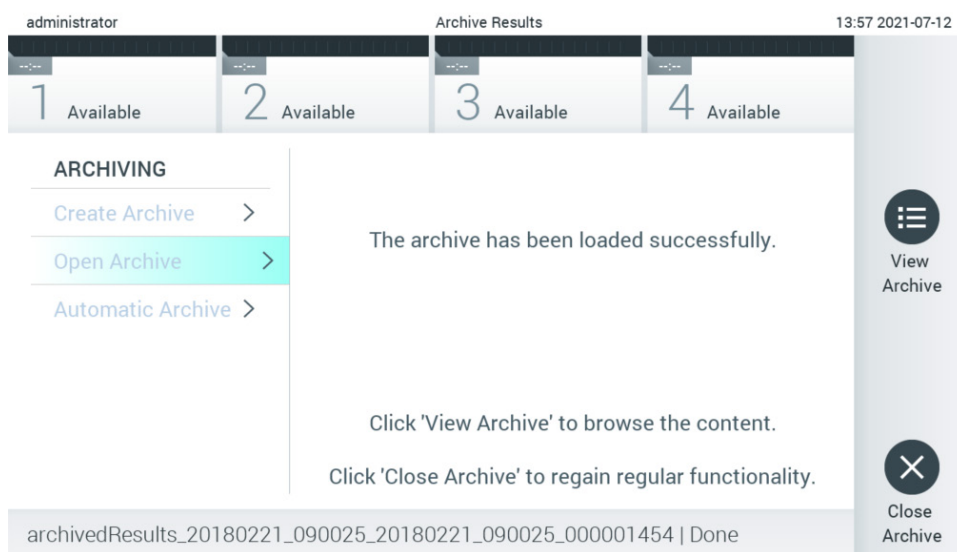 administrator Archive Results 13:57 2021-07-12
--:-- --:-- --:-- --:--
1 Available 2 Available 3 Available 4 Available
ARCHIVING
Create Archive
Open Archive
Automatic Archive
The archive has been loaded successfully.
Click 'View Archive' to browse the content.
Click 'Close Archive' to regain regular functionality.
View
Archive
Close
Archive
archivedResults_20180221_090025_20180221_090025_000001454 | Done